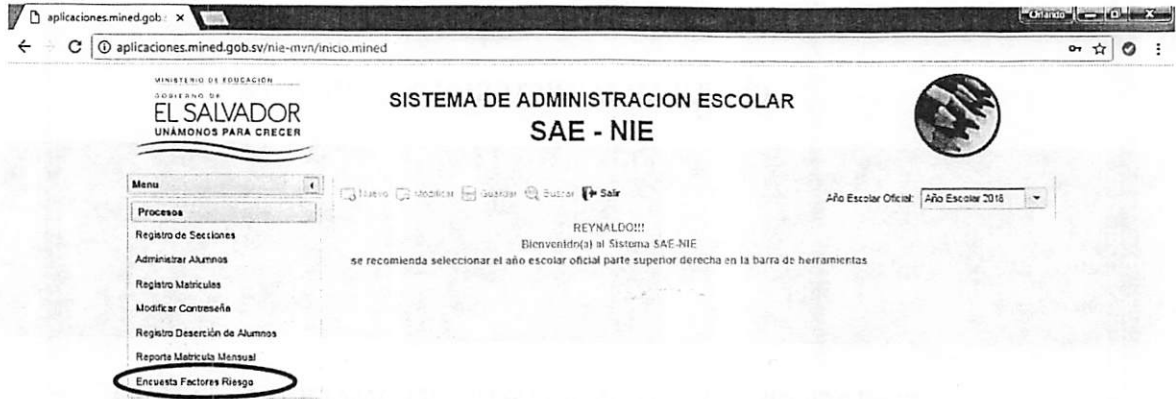 aplicaciones.mined.gob.: ×
Orlando
aplicaciones.mined.gob.sv/nie-mvn/inicio.mined
MINISTERIO DE EDUCACIÓN
GOBIERNO DE
EL SALVADOR
UNÁMONOS PARA CRECER
SISTEMA DE ADMINISTRACION ESCOLAR
SAE - NIE
Menu
Nuevo Modificar Guardar Buscar Salir
Año Escolar Oficial: Año Escolar 2018
Procesos
REYNALDO!!!
Registro de Secciones
Bienvenido(a) al Sistema SAE-NIE
Administrar Alumnos
se recomienda seleccionar el año escolar oficial parte superior derecha en la barra de herramientas
Registro Matriculas
Modificar Contraseña
Registro Deserción de Alumnos
Reporte Matricula Mensual
Encuesta Factores Riesgo